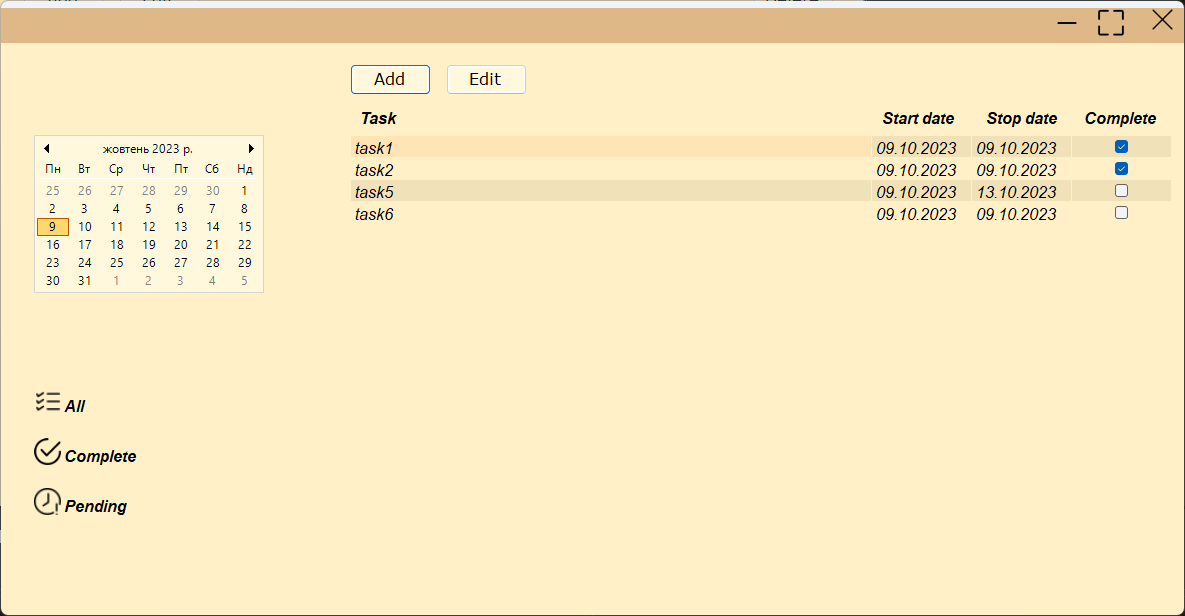 Add Edit
Task Start date Stop date Complete
task1 09.10.2023 09.10.2023
task2 09.10.2023 09.10.2023
task5 09.10.2023 13.10.2023
task6 09.10.2023 09.10.2023
жовтень 2023 р.
Пн Вт Ср Чт Пт Сб Нд
25 26 27 28 29 30 1
2 3 4 5 6 7 8
9 10 11 12 13 14 15
16 17 18 19 20 21 22
23 24 25 26 27 28 29
30 31 1 2 3 4 5
All
Complete
Pending